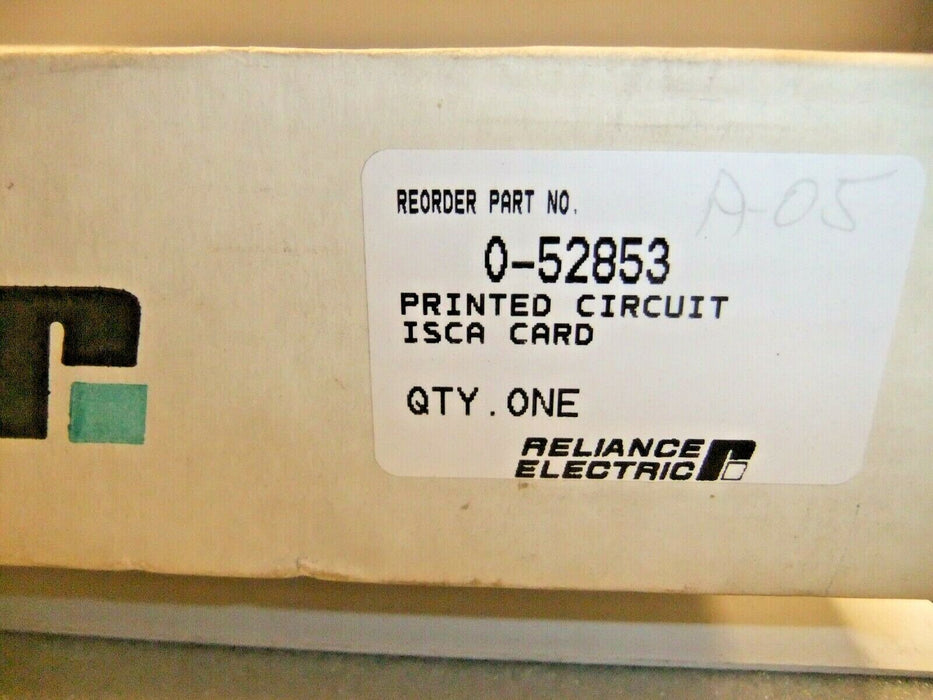 A-05
REORDER PART NO.
0-52853
PRINTED CIRCUIT
ISCA CARD
QTY.ONE
RELIANCE
ELECTRIC